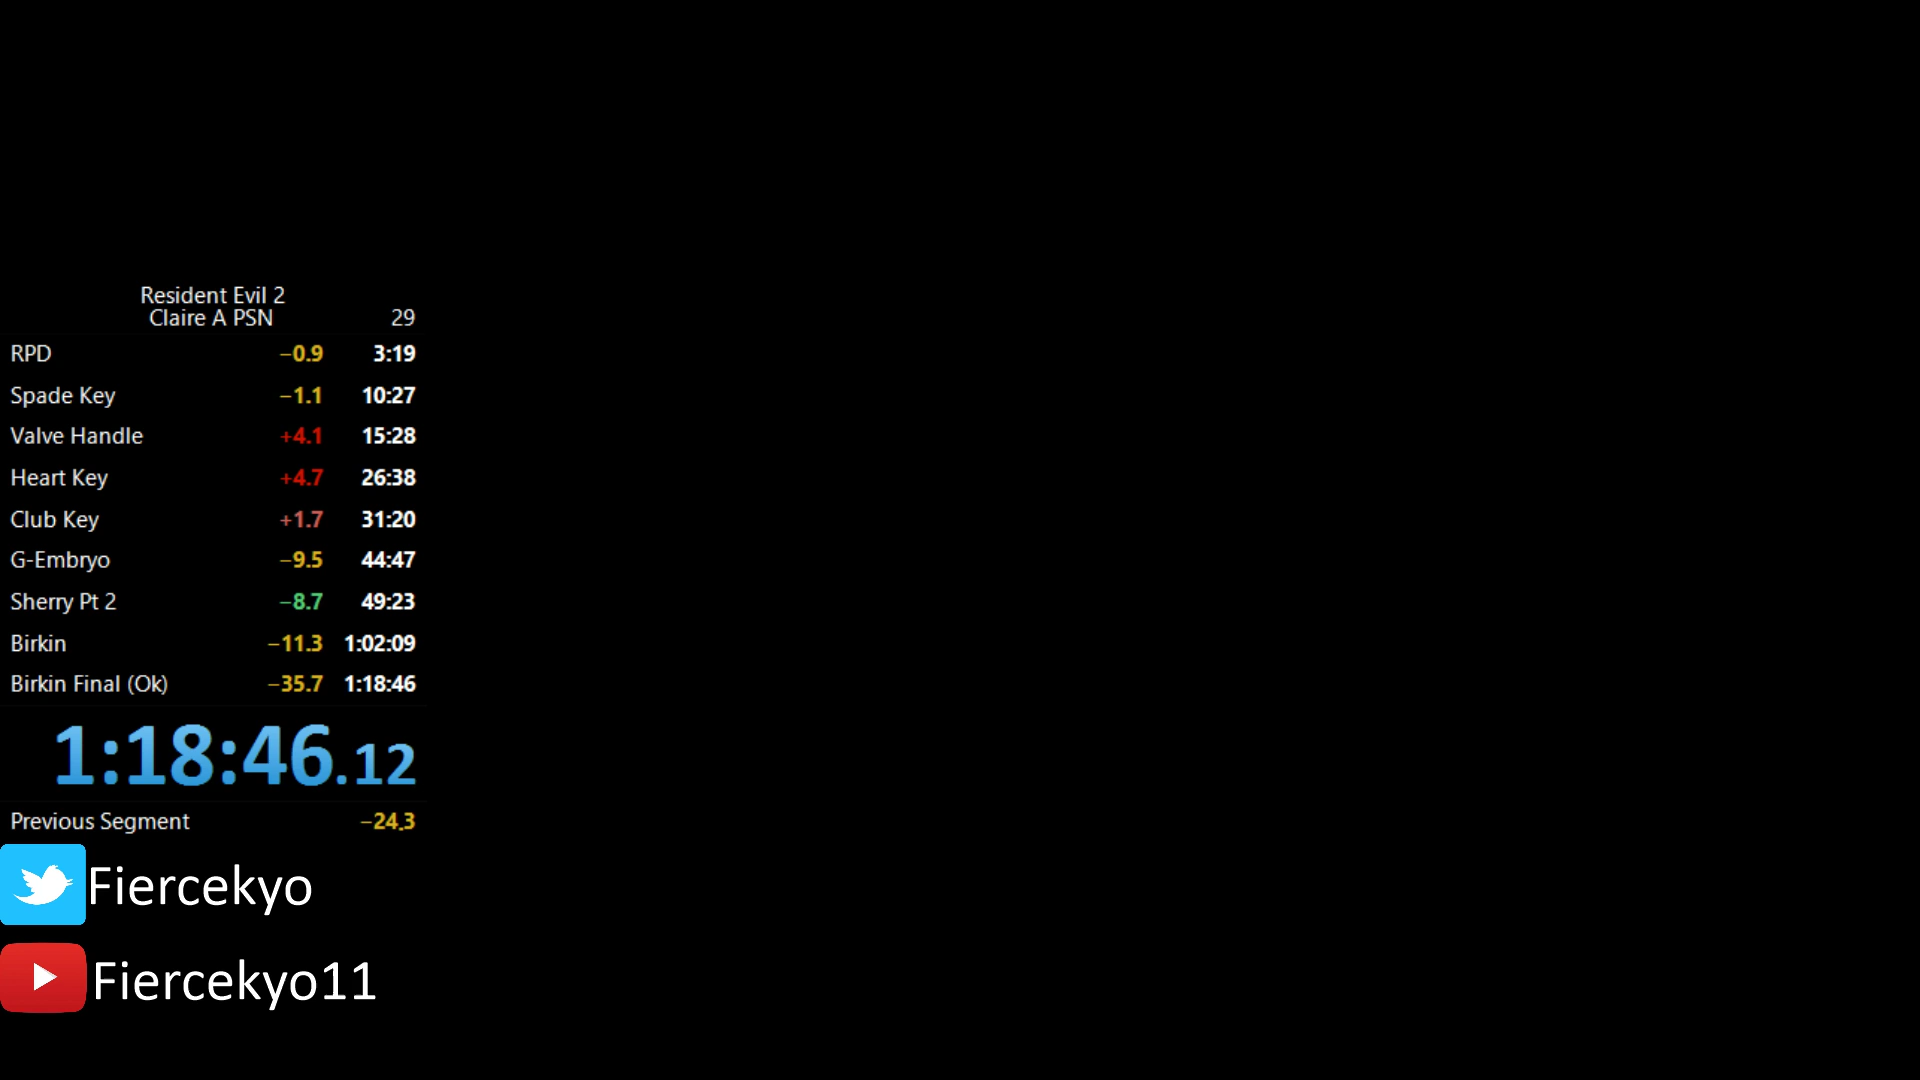 Resident Evil 2
Claire A PSN 29
RPD −0.9 3:19
Spade Key −1.1 10:27
Valve Handle +4.1 15:28
Heart Key +4.7 26:38
Club Key +1.7 31:20
G-Embryo −9.5 44:47
Sherry Pt 2 −8.7 49:23
Birkin −11.3 1:02:09
Birkin Final (Ok) −35.7 1:18:46
1:18:46.12
Previous Segment −24.3
Fiercekyo
Fiercekyo11